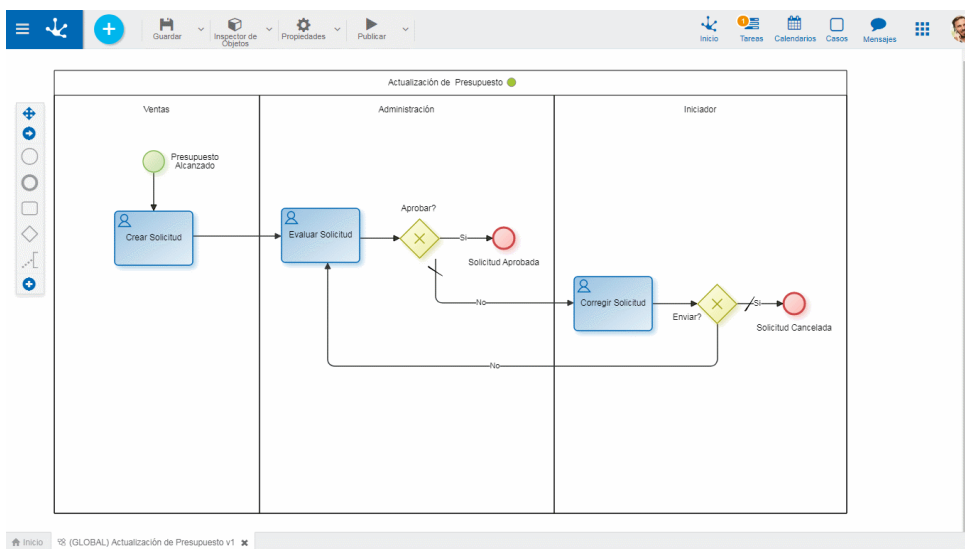 Guardar
Inspector de
Objetos
Propiedades
Publicar
Inicio
Tareas
Calendarios
Casos
Mensajes
Actualización de Presupuesto
Ventas
Administración
Iniciador
Presupuesto
Alcanzado
Crear Solicitud
Evaluar Solicitud
Aprobar?
Si
Solicitud Aprobada
No
Corregir Solicitud
Enviar?
Si
Solicitud Cancelada
No
Inicio
(GLOBAL) Actualización de Presupuesto v1